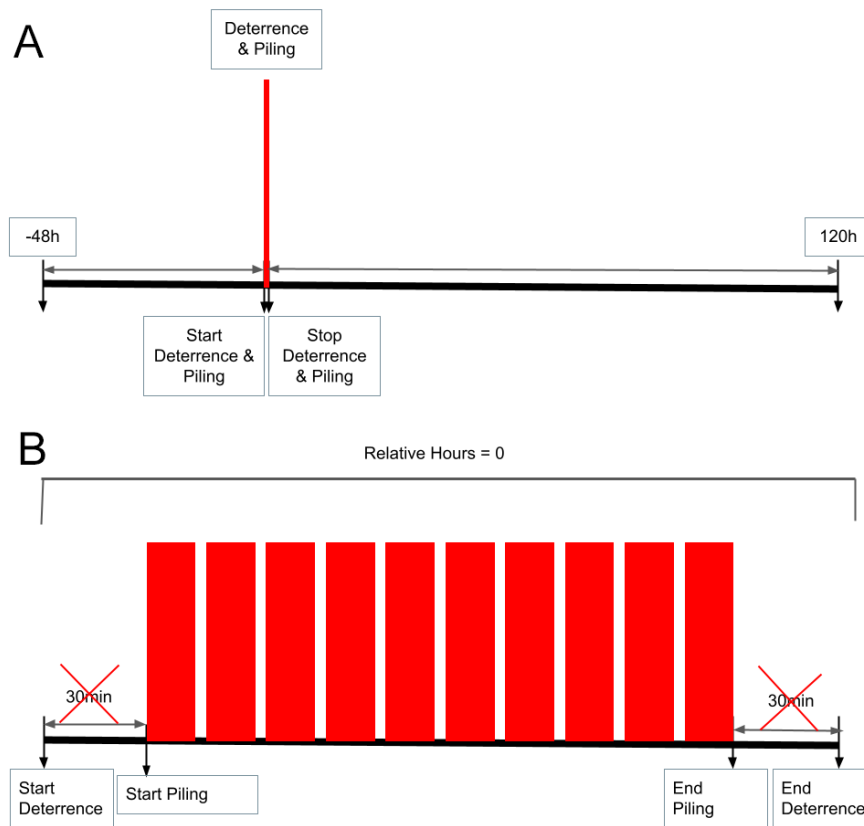 A
Deterrence
& Piling
-48h
120h
Start
Deterrence &
Piling
Stop
Deterrence
& Piling
B
Relative Hours = 0
30min
30min
Start
Deterrence
Start Piling
End
Piling
End
Deterrence